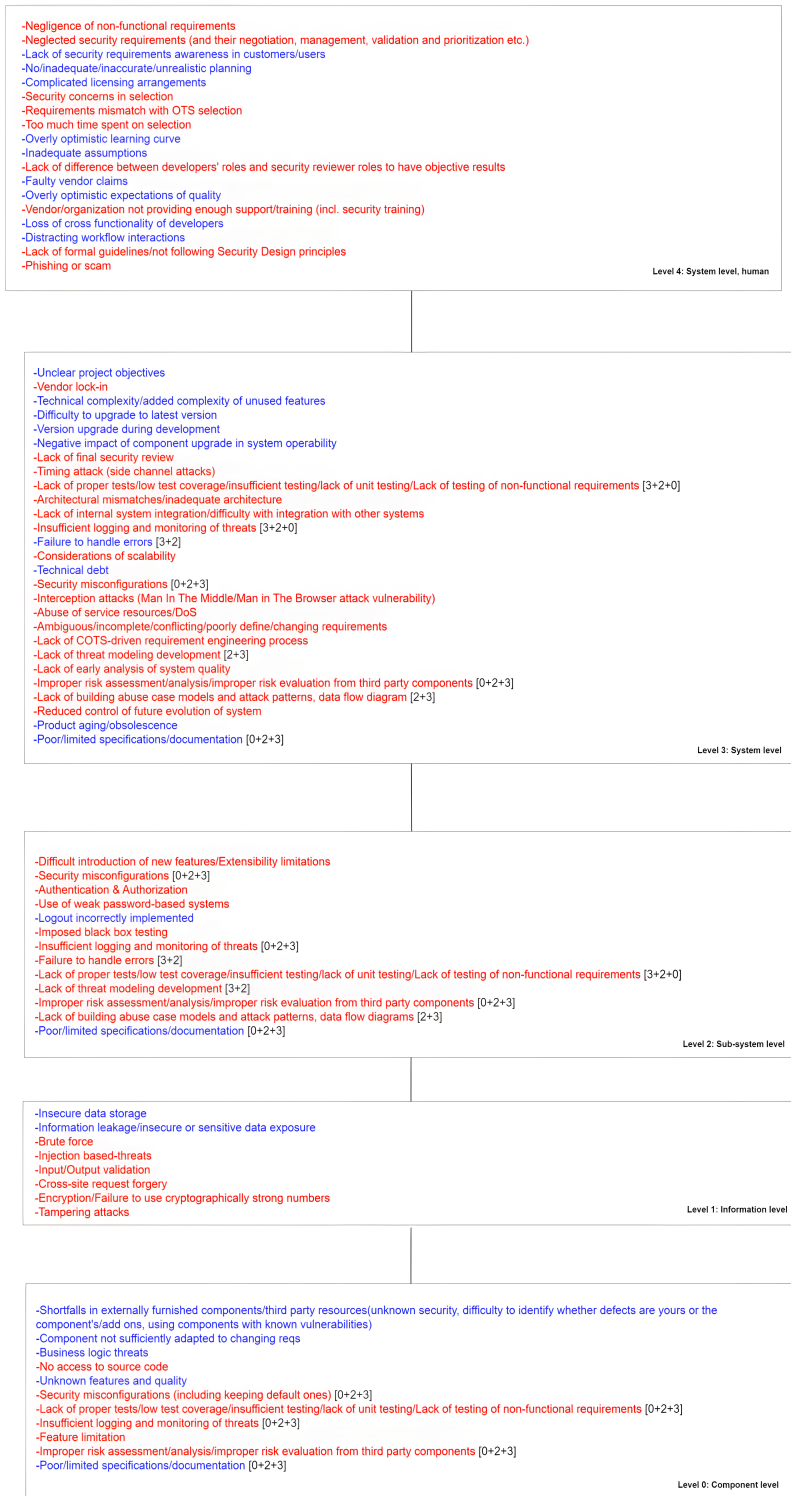 -Negligence of non-functional requirements
-Neglected security requirements (and their negotiation, management, validation and prioritization etc.)
-Lack of security requirements awareness in customers/users
-No/inadequate/inaccurate/unrealistic planning
-Complicated licensing arrangements
-Security concerns in selection
-Requirements mismatch with OTS selection
-Too much time spent on selection
-Overly optimistic learning curve
-Inadequate assumptions
-Lack of difference between developers' roles and security reviewer roles to have objective results
-Faulty vendor claims
-Overly optimistic expectations of quality
-Vendor/organization not providing enough support/training (incl. security training)
-Loss of cross functionality of developers
-Distracting workflow interactions
-Lack of formal guidelines/not following Security Design principles
-Phishing or scam
Level 4: System level, human
-Unclear project objectives
-Vendor lock-in
-Technical complexity/added complexity of unused features
-Difficulty to upgrade to latest version
-Version upgrade during development
-Negative impact of component upgrade in system operability
-Lack of final security review
-Timing attack (side channel attacks)
-Lack of proper tests/low test coverage/insufficient testing/lack of unit testing/Lack of testing of non-functional requirements [3+2+0]
-Architectural mismatches/inadequate architecture
-Lack of internal system integration/difficulty with integration with other systems
-Insufficient logging and monitoring of threats [3+2+0]
-Failure to handle errors [3+2]
-Considerations of scalability
-Technical debt
-Security misconfigurations [0+2+3]
-Interception attacks (Man In The Middle/Man in The Browser attack vulnerability)
-Abuse of service resources/DoS
-Ambiguous/incomplete/conflicting/poorly define/changing requirements
-Lack of COTS-driven requirement engineering process
-Lack of threat modeling development [2+3]
-Lack of early analysis of system quality
-Improper risk assessment/analysis/improper risk evaluation from third party components [0+2+3]
-Lack of building abuse case models and attack patterns, data flow diagram [2+3]
-Reduced control of future evolution of system
-Product aging/obsolescence
-Poor/limited specifications/documentation [0+2+3]
Level 3: System level
-Difficult introduction of new features/Extensibility limitations
-Security misconfigurations [0+2+3]
-Authentication & Authorization
-Use of weak password-based systems
-Logout incorrectly implemented
-Imposed black box testing
-Insufficient logging and monitoring of threats [0+2+3]
-Failure to handle errors [3+2]
-Lack of proper tests/low test coverage/insufficient testing/lack of unit testing/Lack of testing of non-functional requirements [3+2+0]
-Lack of threat modeling development [3+2]
-Improper risk assessment/analysis/improper risk evaluation from third party components [0+2+3]
-Lack of building abuse case models and attack patterns, data flow diagrams [2+3]
-Poor/limited specifications/documentation [0+2+3]
Level 2: Sub-system level
-Insecure data storage
-Information leakage/insecure or sensitive data exposure
-Brute force
-Injection based-threats
-Input/Output validation
-Cross-site request forgery
-Encryption/Failure to use cryptographically strong numbers
-Tampering attacks
Level 1: Information level
-Shortfalls in externally furnished components/third party resources(unknown security, difficulty to identify whether defects are yours or the
component's/add ons, using components with known vulnerabilities)
-Component not sufficiently adapted to changing reqs
-Business logic threats
-No access to source code
-Unknown features and quality
-Security misconfigurations (including keeping default ones) [0+2+3]
-Lack of proper tests/low test coverage/insufficient testing/lack of unit testing/Lack of testing of non-functional requirements [0+2+3]
-Insufficient logging and monitoring of threats [0+2+3]
-Feature limitation
-Improper risk assessment/analysis/improper risk evaluation from third party components [0+2+3]
-Poor/limited specifications/documentation [0+2+3]
Level 0: Component level